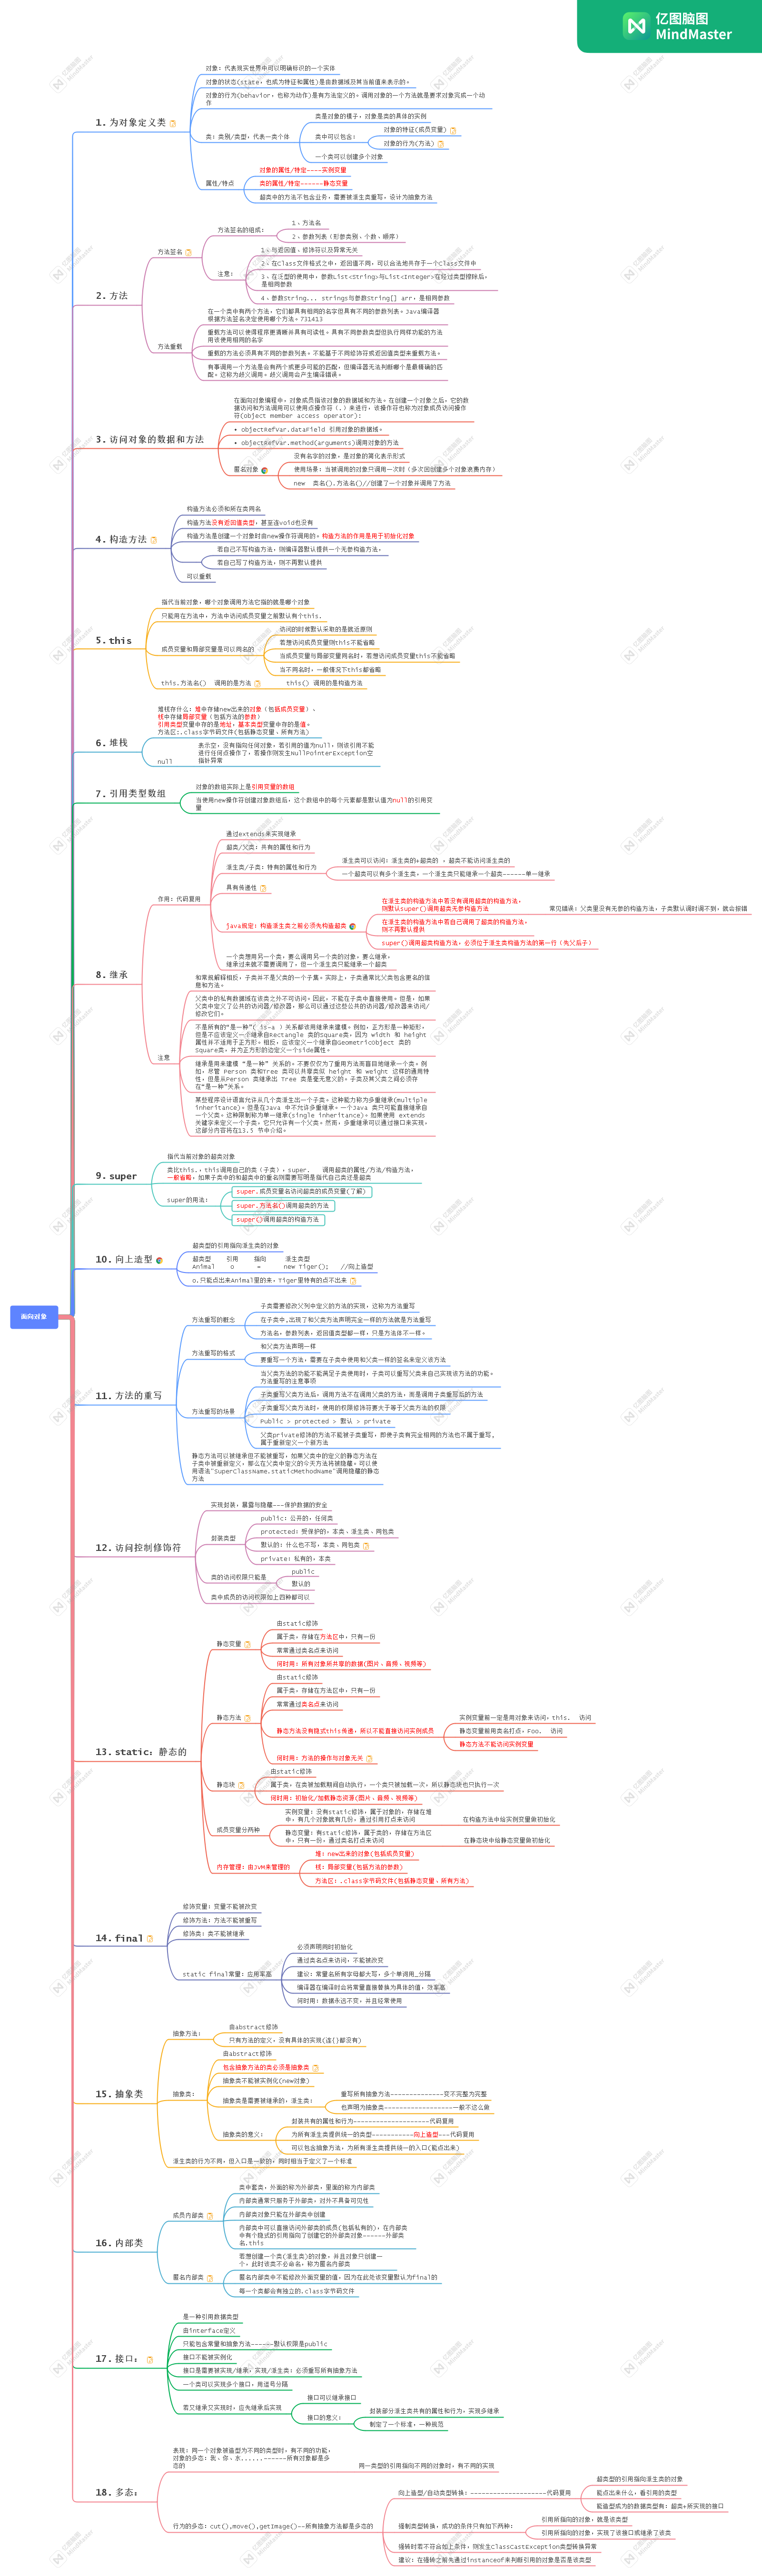 亿图脑图
MindMaster
面向对象
1. 为对象定义类
对象: 代表现实世界中可以明确标识的一个实体
对象的状态(state, 也成为特征和属性)是由数据域及其当前值来表示的。
对象的行为(behavior, 也称为动作)是有方法定义的。调用对象的一个方法就是要求对象完成一个动
作
类: 类别/类型, 代表一类个体
类是对象的模子, 对象是类的具体的实例
类中可以包含:
对象的特征(成员变量)
对象的行为(方法)
一个类可以创建多个对象
属性/特点
对象的属性/特定----实例变量
类的属性/特定------静态变量
超类中的方法不包含业务, 需要被派生类重写, 设计为抽象方法
2. 方法
方法签名
方法签名的组成:
1、方法名
2、参数列表 (形参类别、个数、顺序)
注意:
1、与返回值、修饰符以及异常无关
2、在Class文件格式之中, 返回值不同, 可以合法地共存于一个Class文件中
3、在泛型的使用中, 参数List<String>与List<Integer>在经过类型擦除后,
是相同参数
4、参数String... strings与参数String[] arr, 是相同参数
方法重载
在一个类中有两个方法, 它们都具有相同的名字但具有不同的参数列表。Java编译器
根据方法签名决定使用哪个方法。731413
重载方法可以使得程序更清晰并具有可读性。具有不同参数类型但执行同样功能的方法
用该使用相同的名字
重载的方法必须具有不同的参数列表。不能基于不同修饰符或返回值类型来重载方法。
有事调用一个方法是会有两个或更多可能的匹配, 但编译器无法判断哪个是最精确的匹
配。这称为歧义调用。歧义调用会产生编译错误。
3. 访问对象的数据和方法
在面向对象编程中, 对象成员指该对象的数据域和方法。在创建一个对象之后, 它的数
据访问和方法调用可以使用点操作符 (.) 来进行, 该操作符也称为对象成员访问操作
符(object member access operator):
• objectRefVar.dataField 引用对象的数据域。
• objectRefVar.method(arguments)调用对象的方法
匿名对象
没有名字的对象, 是对象的简化表示形式
使用场景: 当被调用的对象只调用一次时 (多次因创建多个对象浪费内存)
new 类名().方法名()//创建了一个对象并调用了方法
4. 构造方法
构造方法必须和所在类同名
构造方法没有返回值类型, 甚至连void也没有
构造方法是创建一个对象时由new操作符调用的。构造方法的作用是用于初始化对象
若自己不写构造方法, 则编译器默认提供一个无参构造方法,
若自己写了构造方法, 则不再默认提供
可以重载
5. this
指代当前对象, 哪个对象调用方法它指的就是哪个对象
只能用在方法中, 方法中访问成员变量之前默认有个this.
成员变量和局部变量是可以同名的
访问的时候默认采取的是就近原则
若想访问成员变量则this不能省略
当成员变量与局部变量同名时, 若想访问成员变量this不能省略
当不同名时, 一般情况下this都省略
this.方法名() 调用的是方法
this() 调用的是构造方法
6. 堆栈
堆栈存什么: 堆中存储new出来的对象 (包括成员变量) 、
栈中存储局部变量 (包括方法的参数)
引用类型变量中存的是地址, 基本类型变量中存的是值。
方法区:.class字节码文件(包括静态变量、所有方法)
null
表示空, 没有指向任何对象, 若引用的值为null, 则该引用不能
进行任何点操作了, 若操作则发生NullPointerException空
指针异常
7. 引用类型数组
对象的数组实际上是引用变量的数组
当使用new操作符创建对象数组后, 这个数组中的每个元素都是默认值为null的引用变
量
8. 继承
作用: 代码复用
通过extends来实现继承
超类/父类: 共有的属性和行为
派生类/子类: 特有的属性和行为
派生类可以访问: 派生类的+超类的 , 超类不能访问派生类的
一个超类可以有多个派生类, 一个派生类只能继承一个超类------单一继承
具有传递性
java规定: 构造派生类之前必须先构造超类
在派生类的构造方法中若没有调用超类的构造方法,
则默认super()调用超类无参构造方法
常见错误: 父类里没有无参的构造方法, 子类默认调时调不到, 就会报错
在派生类的构造方法中若自己调用了超类的构造方法,
则不再默认提供
super()调用超类构造方法, 必须位于派生类构造方法的第一行 (先父后子)
一个类想用另一个类, 要么调用另一个类的对象, 要么继承,
继承过来就不需要调用了, 但一个派生类只能继承一个超类
注意
和常规解释相反, 子类并不是父类的一个子集。实际上, 子类通常比父类包含更多的信
息和方法。
父类中的私有数据域在该类之外不可访问。因此, 不能在子类中直接使用。但是, 如果
父类中定义了公共的访问器/修改器, 那么可以通过这些公共的访问器/修改器来访问/
修改它们。
不是所有的“是一种”( is-a ) 关系都该用继承来建模。例如, 正方形是一种矩形,
但是不应该定义一个继承自Rectangle 类的Square类, 因为 width 和 height
属性并不适用于正方形。相反, 应该定义一个继承自GeometricObject 类的
Square类, 并为正方形的边定义一个side属性。
继承是用来建模 “是一种” 关系的。不要仅仅为了重用方法而盲目地继承一个类。例
如, 尽管 Person 类和Tree 类可以共享类似 height 和 weight 这样的通用特
性, 但是从Person 类继承出 Tree 类是毫无意义的。子类及其父类之间必须存
在“是一种”关系。
某些程序设计语言允许从几个类派生出一个子类。这种能力称为多重继承(multiple
inheritance)。但是在Java 中不允许多重继承。一个Java 类只可能直接继承自
一个父类。这种限制称为单一继承(single inheritance)。如果使用 extends
关键字来定义一个子类, 它只允许有一个父类。然而, 多重继承可以通过接口来实现,
这部分内容将在13.5 节中介绍。
9. super
指代当前对象的超类对象
类比this., this调用自己的类 (子类) , super. 调用超类的属性/方法/构造方法,
一般省略, 如果子类中的和超类中的重名则需要写明是指代自己类还是超类
super的用法:
super.成员变量名访问超类的成员变量(了解)
super.方法名()调用超类的方法
super()调用超类的构造方法
10. 向上造型
超类型的引用指向派生类的对象
超类型 引用 指向 派生类型
Animal o = new Tiger(); //向上造型
o.只能点出来Animal里的来, Tiger里特有的点不出来
11. 方法的重写
方法重写的概念
子类需要修改父列中定义的方法的实现, 这称为方法重写
在子类中,出现了和父类方法声明完全一样的方法就是方法重写
方法名, 参数列表, 返回值类型都一样, 只是方法体不一样。
方法重写的格式
和父类方法声明一样
要重写一个方法, 需要在子类中使用和父类一样的签名来定义该方法
方法重写的场景
当父类方法的功能不能满足子类使用时, 子类可以重写父类来自己实现该方法的功能。
方法重写的注意事项
子类重写父类方法后, 调用方法不在调用父类的方法, 而是调用子类重写后的方法
子类重写父类方法时, 使用的权限修饰符要大于等于父类方法的权限
Public > protected > 默认 > private
父类private修饰的方法不能被子类重写, 即使子类有完全相同的方法也不属于重写,
属于重新定义一个新方法
静态方法可以被继承但不能被重写, 如果父类中的定义的静态方法在
子类中被重新定义, 那么在父类中定义的今天方法将被隐藏。可以使
用语法“SuperClassName.staticMethodName”调用隐藏的静态
方法
12. 访问控制修饰符
实现封装, 暴露与隐藏---保护数据的安全
封装类型
public: 公开的, 任何类
protected: 受保护的, 本类、派生类、同包类
默认的: 什么也不写, 本类、同包类
private: 私有的, 本类
类的访问权限只能是
public
默认的
类中成员的访问权限如上四种都可以
13. static: 静态的
静态变量
由static修饰
属于类, 存储在方法区中, 只有一份
常常通过类名点来访问
何时用: 所有对象所共享的数据(图片、音频、视频等)
静态方法
由static修饰
属于类, 存储在方法区中, 只有一份
常常通过类名点来访问
静态方法没有隐式this传递, 所以不能直接访问实例成员
实例变量前一定是用对象来访问, this. 访问
静态变量前用类名打点, Foo. 访问
静态方法不能访问实例变量
何时用: 方法的操作与对象无关
静态块
由static修饰
属于类, 在类被加载期间自动执行, 一个类只被加载一次, 所以静态块也只执行一次
何时用: 初始化/加载静态资源(图片、音频、视频等)
成员变量分两种
实例变量: 没有static修饰, 属于对象的, 存储在堆
中, 有几个对象就有几份, 通过引用打点来访问
在构造方法中给实例变量做初始化
静态变量: 有static修饰, 属于类的, 存储在方法区
中, 只有一份, 通过类名打点来访问
在静态块中给静态变量做初始化
内存管理: 由JVM来管理的
堆: new出来的对象(包括成员变量)
栈: 局部变量(包括方法的参数)
方法区: .class字节码文件(包括静态变量、所有方法)
14. final
修饰变量: 变量不能被改变
修饰方法: 方法不能被重写
修饰类: 类不能被继承
static final常量: 应用率高
必须声明同时初始化
通过类名点来访问, 不能被改变
建议: 常量名所有字母都大写, 多个单词用_分隔
编译器在编译时会将常量直接替换为具体的值, 效率高
何时用: 数据永远不变, 并且经常使用
15. 抽象类
抽象方法:
由abstract修饰
只有方法的定义, 没有具体的实现(连{}都没有)
抽象类:
由abstract修饰
包含抽象方法的类必须是抽象类
抽象类不能被实例化(new对象)
抽象类是需要被继承的, 派生类:
重写所有抽象方法--------------变不完整为完整
也声明为抽象类------------------一般不这么做
抽象类的意义:
封装共有的属性和行为--------------------代码复用
为所有派生类提供统一的类型-----------向上造型---代码复用
可以包含抽象方法, 为所有派生类提供统一的入口(能点出来)
派生类的行为不同, 但入口是一致的, 同时相当于定义了一个标准
16. 内部类
成员内部类
类中套类, 外面的称为外部类, 里面的称为内部类
内部类通常只服务于外部类, 对外不具备可见性
内部类对象只能在外部类中创建
内部类中可以直接访问外部类的成员(包括私有的), 在内部类
中有个隐式的引用指向了创建它的外部类对象------外部类
名.this
匿名内部类
若想创建一个类(派生类)的对象, 并且对象只创建一
个, 此时该类不必命名, 称为匿名内部类
匿名内部类中不能修改外面变量的值, 因为在此处该变量默认为final的
每一个类都会有独立的.class字节码文件
17. 接口:
是一种引用数据类型
由interface定义
只能包含常量和抽象方法------默认权限是public
接口不能被实例化
接口是需要被实现/继承, 实现/派生类: 必须重写所有抽象方法
一个类可以实现多个接口, 用逗号分隔
若又继承又实现时, 应先继承后实现
接口可以继承接口
接口的意义:
封装部分派生类共有的属性和行为, 实现多继承
制定了一个标准, 一种规范
18. 多态:
表现: 同一个对象被造型为不同的类型时, 有不同的功能,
对象的多态: 我、你、水......------所有对象都是多
态的
同一类型的引用指向不同的对象时, 有不同的实现
行为的多态: cut()、move()、getImage()--所有抽象方法都是多态的
向上造型/自动类型转换: --------------------代码复用
超类型的引用指向派生类的对象
能点出来什么, 看引用的类型
能造型成为的数据类型有: 超类+所实现的接口
强制类型转换, 成功的条件只有如下两种:
引用所指向的对象, 就是该类型
引用所指向的对象, 实现了该接口或继承了该类
强转时若不符合如上条件, 则发生ClassCastException类型转换异常
建议: 在强转之前先通过instanceof来判断引用的对象是否是该类型